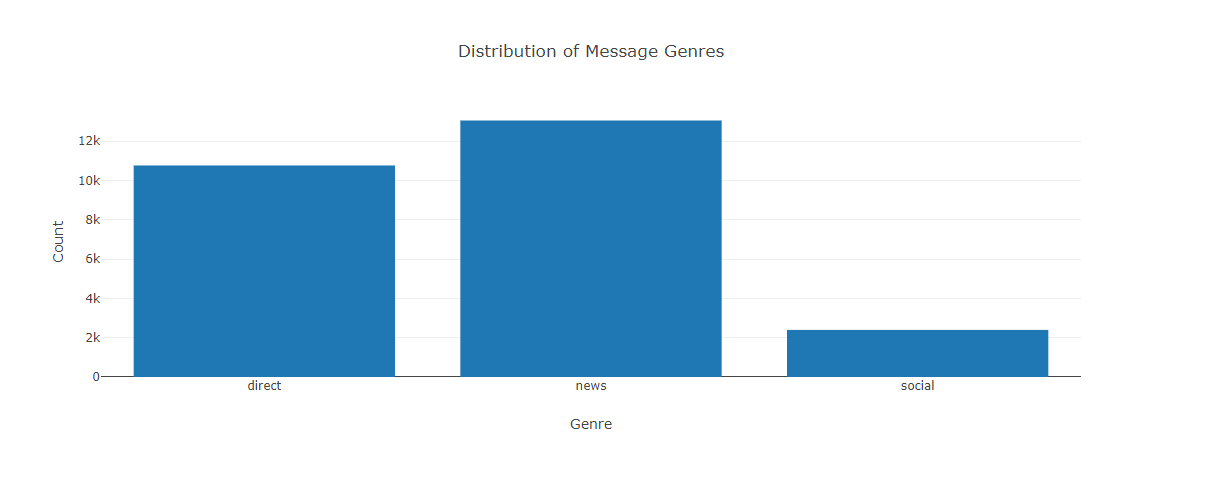 Distribution of Message Genres
12k
10k
8k
6k
4k
2k
0
Count
direct news social
Genre